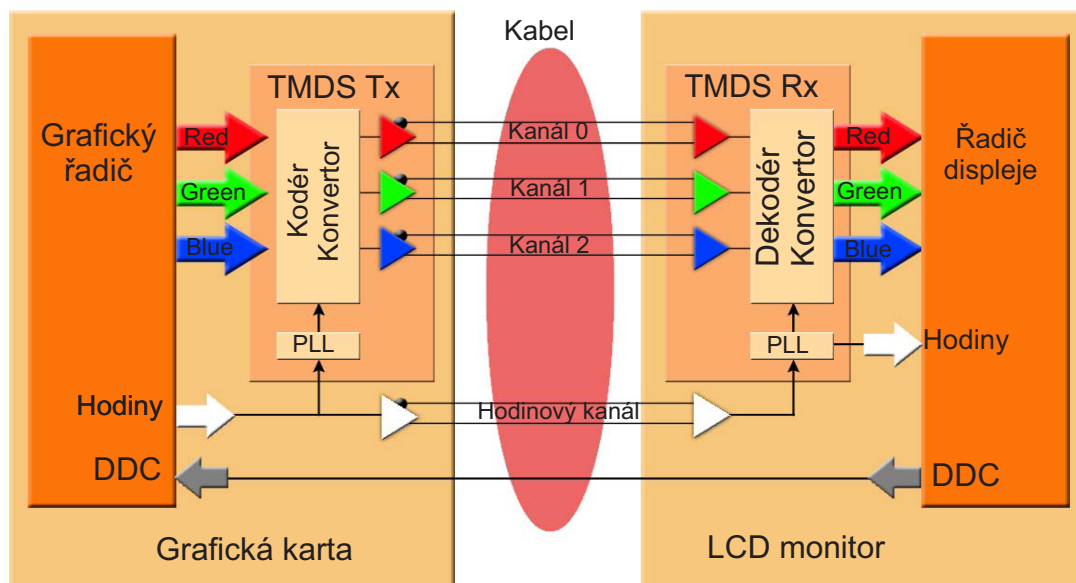 Kabel
TMDS Tx
TMDS Rx
Grafický
řadič
Red
Green
Blue
Kodér
Konvertor
Kanál 0
Kanál 1
Kanál 2
Dekodér
Konvertor
Red
Green
Blue
Řadič
displeje
PLL
PLL
Hodiny
Hodiny
Hodinový kanál
DDC
DDC
Grafická karta
LCD monitor